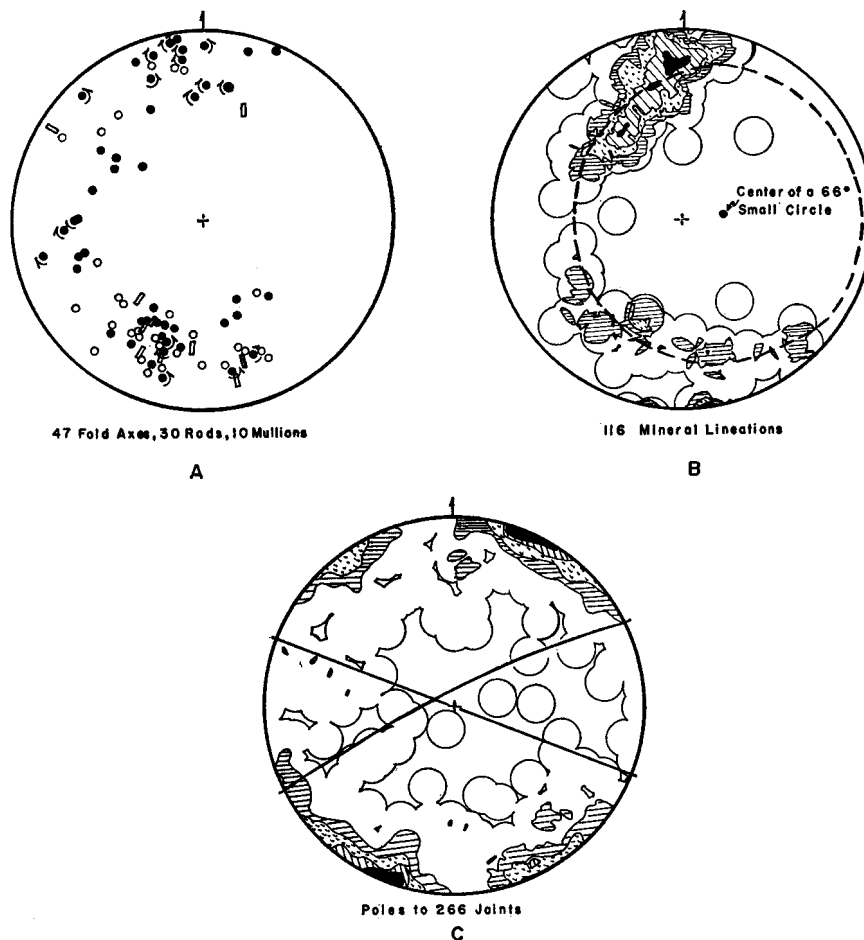 47 Fold Axes, 30 Rods, 10 Mullions
A
Center of a 66°
Small Circle
116 Mineral Lineations
B
Poles to 266 Joints
C